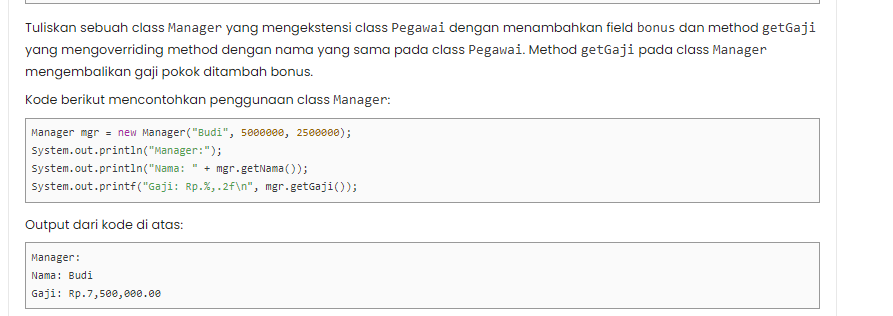 Tuliskan sebuah class Manager yang mengekstensi class Pegawai dengan menambahkan field bonus dan method getGaji
yang mengoverriding method dengan nama yang sama pada class Pegawai. Method getGaji pada class Manager
mengembalikan gaji pokok ditambah bonus.
Kode berikut mencontohkan penggunaan class Manager:
Manager mgr = new Manager("Budi", 5000000, 2500000);
System.out.println("Manager:");
System.out.println("Nama: " + mgr.getNama());
System.out.printf("Gaji: Rp.%,.2f\n", mgr.getGaji());
Output dari kode di atas:
Manager:
Nama: Budi
Gaji: Rp.7,500,000.00